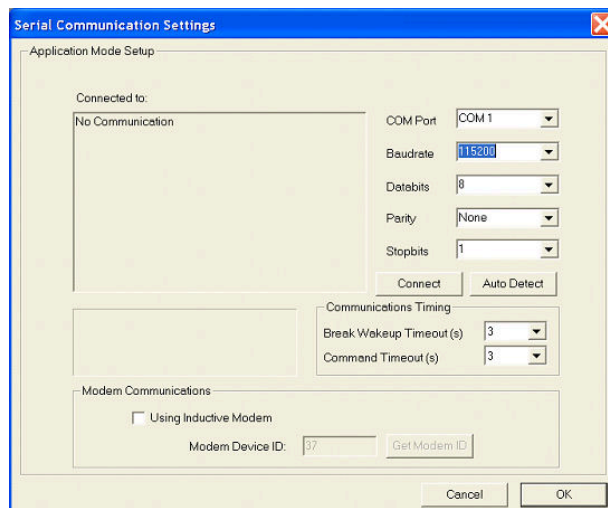 Serial Communication Settings
Application Mode Setup
Connected to:
No Communication
COM Port COM 1
Baudrate 115200
Databits 8
Parity None
Stopbits 1
Connect Auto Detect
Communications Timing
Break Wakeup Timeout (s) 3
Command Timeout (s) 3
Modem Communications
Using Inductive Modem
Modem Device ID: 37 Get Modem ID
Cancel OK